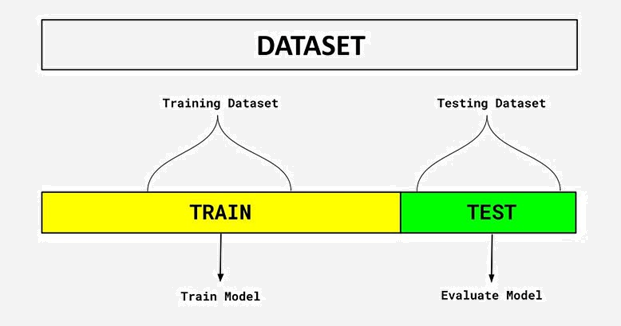 DATASET
Training Dataset
Testing Dataset
TRAIN
TEST
Train Model
Evaluate Model